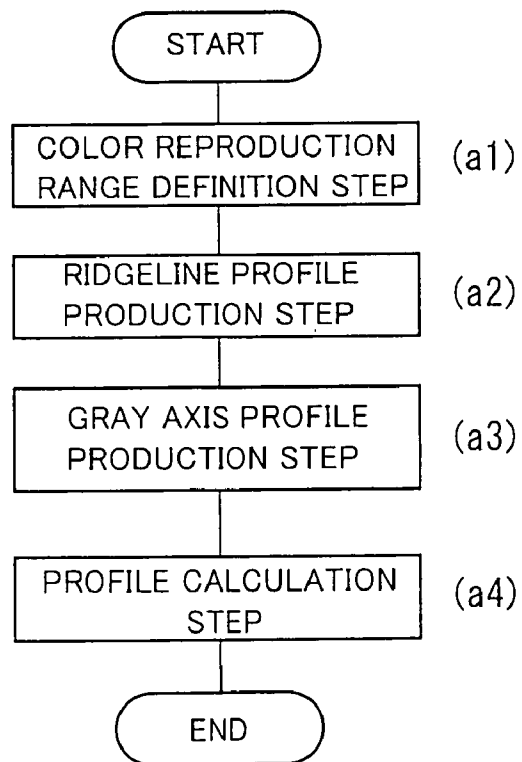 START
COLOR REPRODUCTION
RANGE DEFINITION STEP
(a1)
RIDGELINE PROFILE
PRODUCTION STEP
(a2)
GRAY AXIS PROFILE
PRODUCTION STEP
(a3)
PROFILE CALCULATION
STEP
(a4)
END